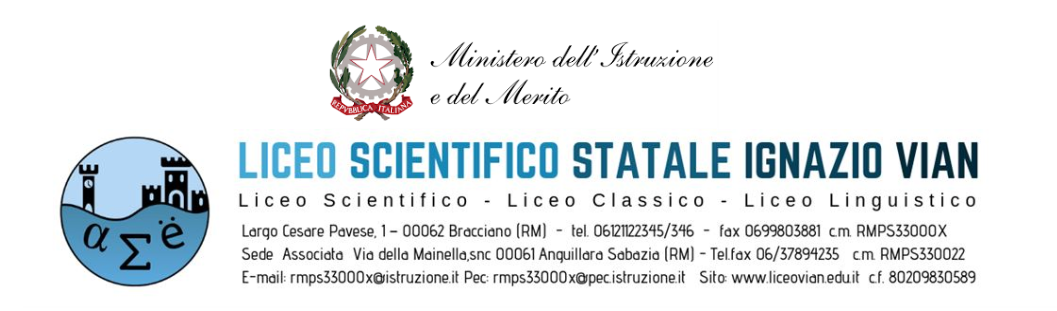 Ministero dell'Istruzione
e del Merito
REPVBBLICA ITALIANA
LICEO SCIENTIFICO STATALE IGNAZIO VIAN
Liceo Scientifico - Liceo Classico - Liceo Linguistico
α Σ ë
Largo Cesare Pavese, 1 – 00062 Bracciano (RM) - tel. 06121122345/346 - fax 0699803881 c.m. RMPS33000X
Sede Associata Via della Mainella,snc 00061 Anguillara Sabazia (RM) - Tel.fax 06/37894235 c.m. RMPS330022
E-mail: rmps33000x@istruzione.it Pec: rmps33000x@pec.istruzione.it Sito: www.liceovian.edu.it c.f. 80209830589